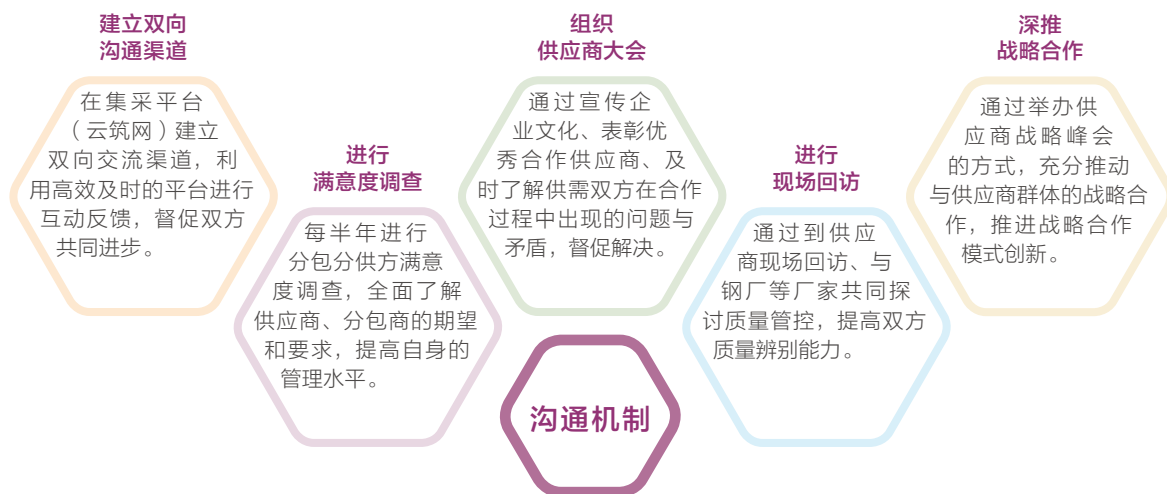 建立双向
沟通渠道
在集采平台
（云筑网）建立
双向交流渠道，利
用高效及时的平台进行
互动反馈，督促双方
共同进步。
进行
满意度调查
每半年进行
分包分供方满意
度调查，全面了解
供应商、分包商的期望
和要求，提高自身的
管理水平。
组织
供应商大会
通过宣传企
业文化、表彰优
秀合作供应商、及
时了解供需双方在合作
过程中出现的问题与
矛盾，督促解决。
进行
现场回访
通过到供应
商现场回访、与
钢厂等厂家共同探
讨质量管控，提高双方
质量辨别能力。
深推
战略合作
通过举办供
应商战略峰会
的方式，充分推动
与供应商群体的战略合
作，推进战略合作
模式创新。
沟通机制